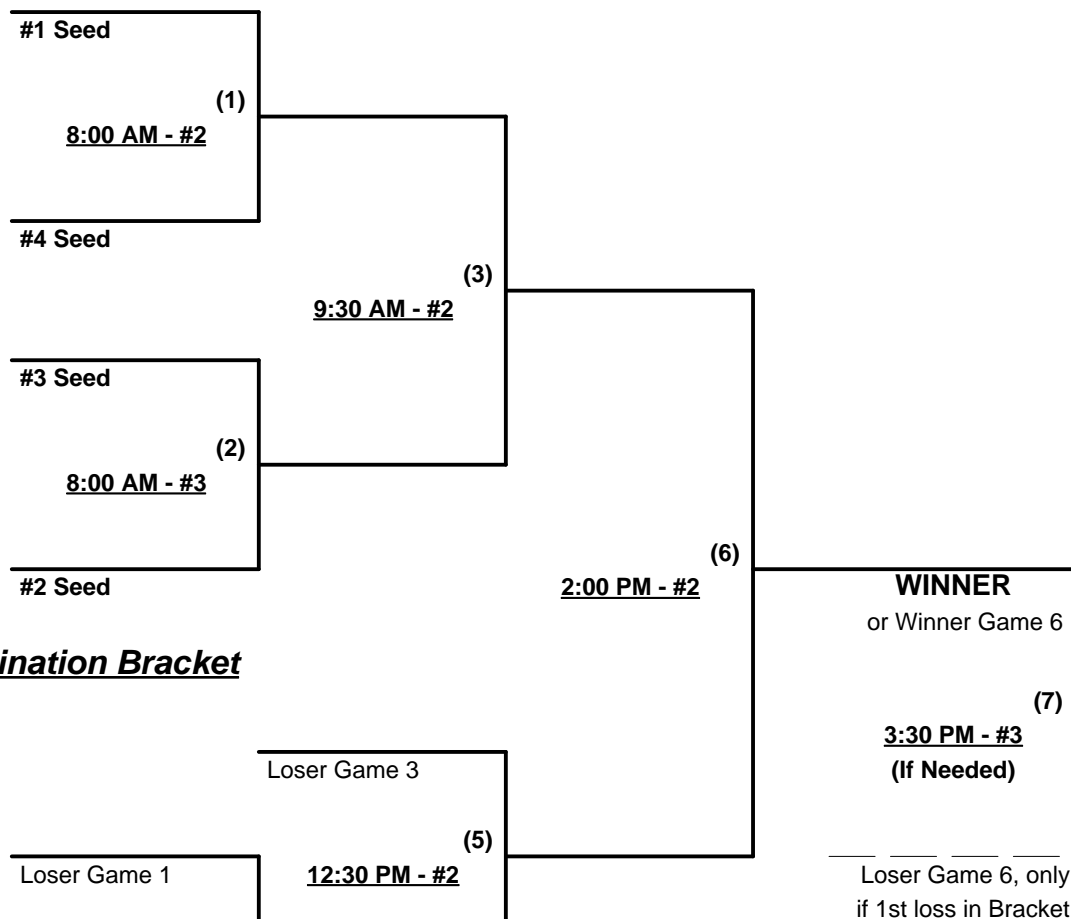 #1 Seed
(1)
8:00 AM - #2
#4 Seed
(3)
9:30 AM - #2
#3 Seed
(2)
8:00 AM - #3
#2 Seed
(6)
2:00 PM - #2
WINNER
or Winner Game 6
ination Bracket
(7)
3:30 PM - #3
(If Needed)
Loser Game 3
(5)
12:30 PM - #2
Loser Game 1
Loser Game 6, only
if 1st loss in Bracket